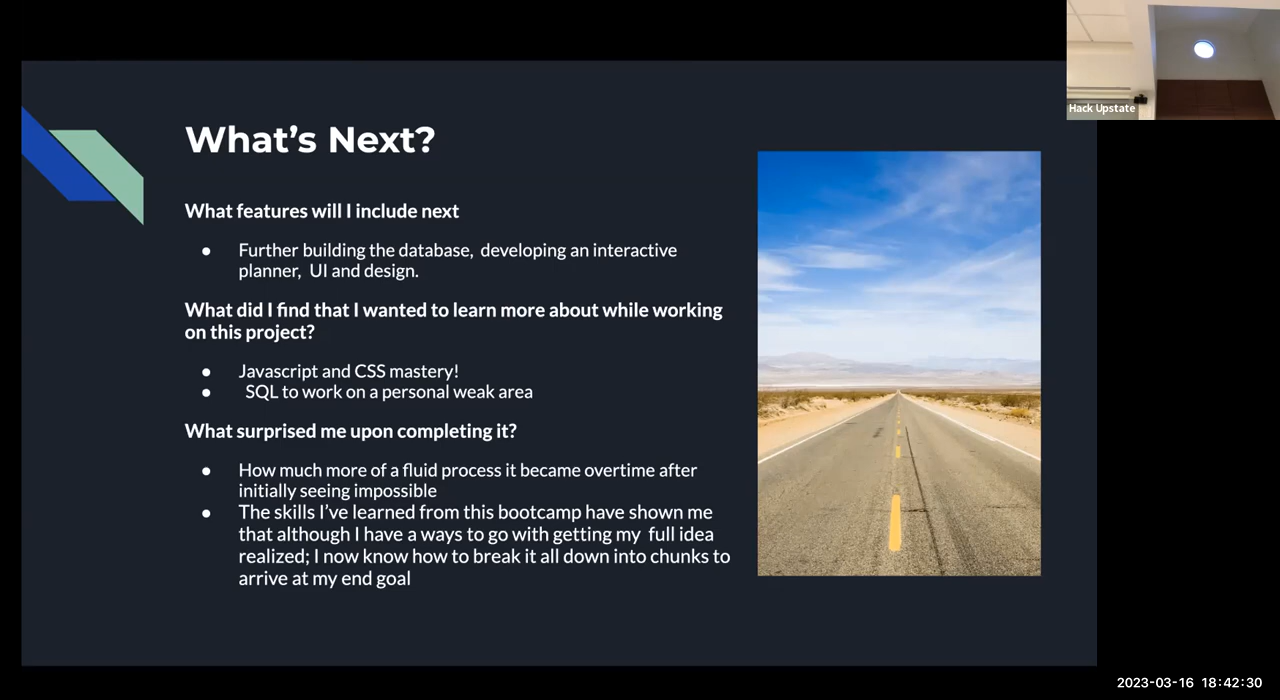 Hack Upstate
What's Next?
What features will I include next
● Further building the database, developing an interactive
planner, UI and design.
What did I find that I wanted to learn more about while working
on this project?
● Javascript and CSS mastery!
● SQL to work on a personal weak area
What surprised me upon completing it?
● How much more of a fluid process it became overtime after
initially seeing impossible
● The skills I've learned from this bootcamp have shown me
that although I have a ways to go with getting my full idea
realized; I now know how to break it all down into chunks to
arrive at my end goal
2023-03-16 18:42:30